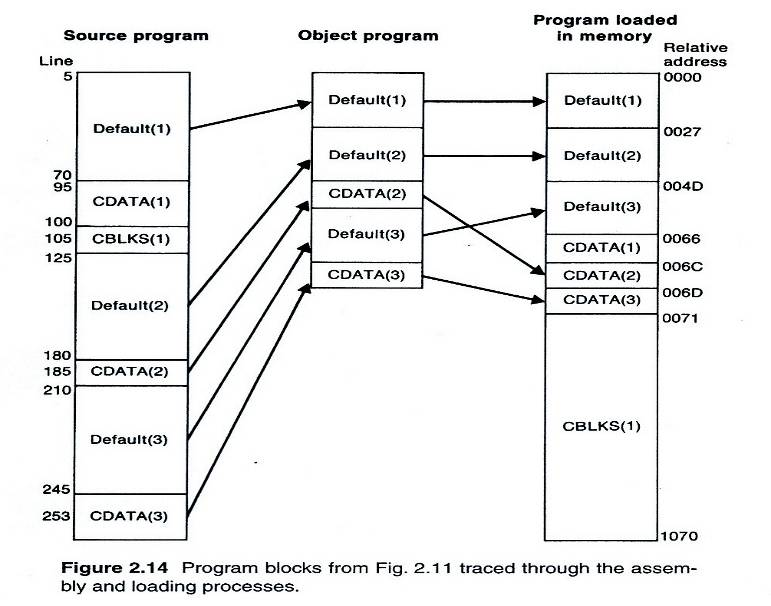 Source program
Object program
Program loaded
in memory
Line
Relative
address
5
Default(1)
70
95
CDATA(1)
100
105
CBLKS(1)
125
Default(2)
180
185
CDATA(2)
210
Default(3)
245
253
CDATA(3)
Default(1)
Default(2)
CDATA(2)
Default(3)
CDATA(3)
0000
Default(1)
0027
Default(2)
004D
Default(3)
0066
CDATA(1)
006C
CDATA(2)
006D
CDATA(3)
0071
CBLKS(1)
1070
Figure 2.14 Program blocks from Fig. 2.11 traced through the assem-
bly and loading processes.